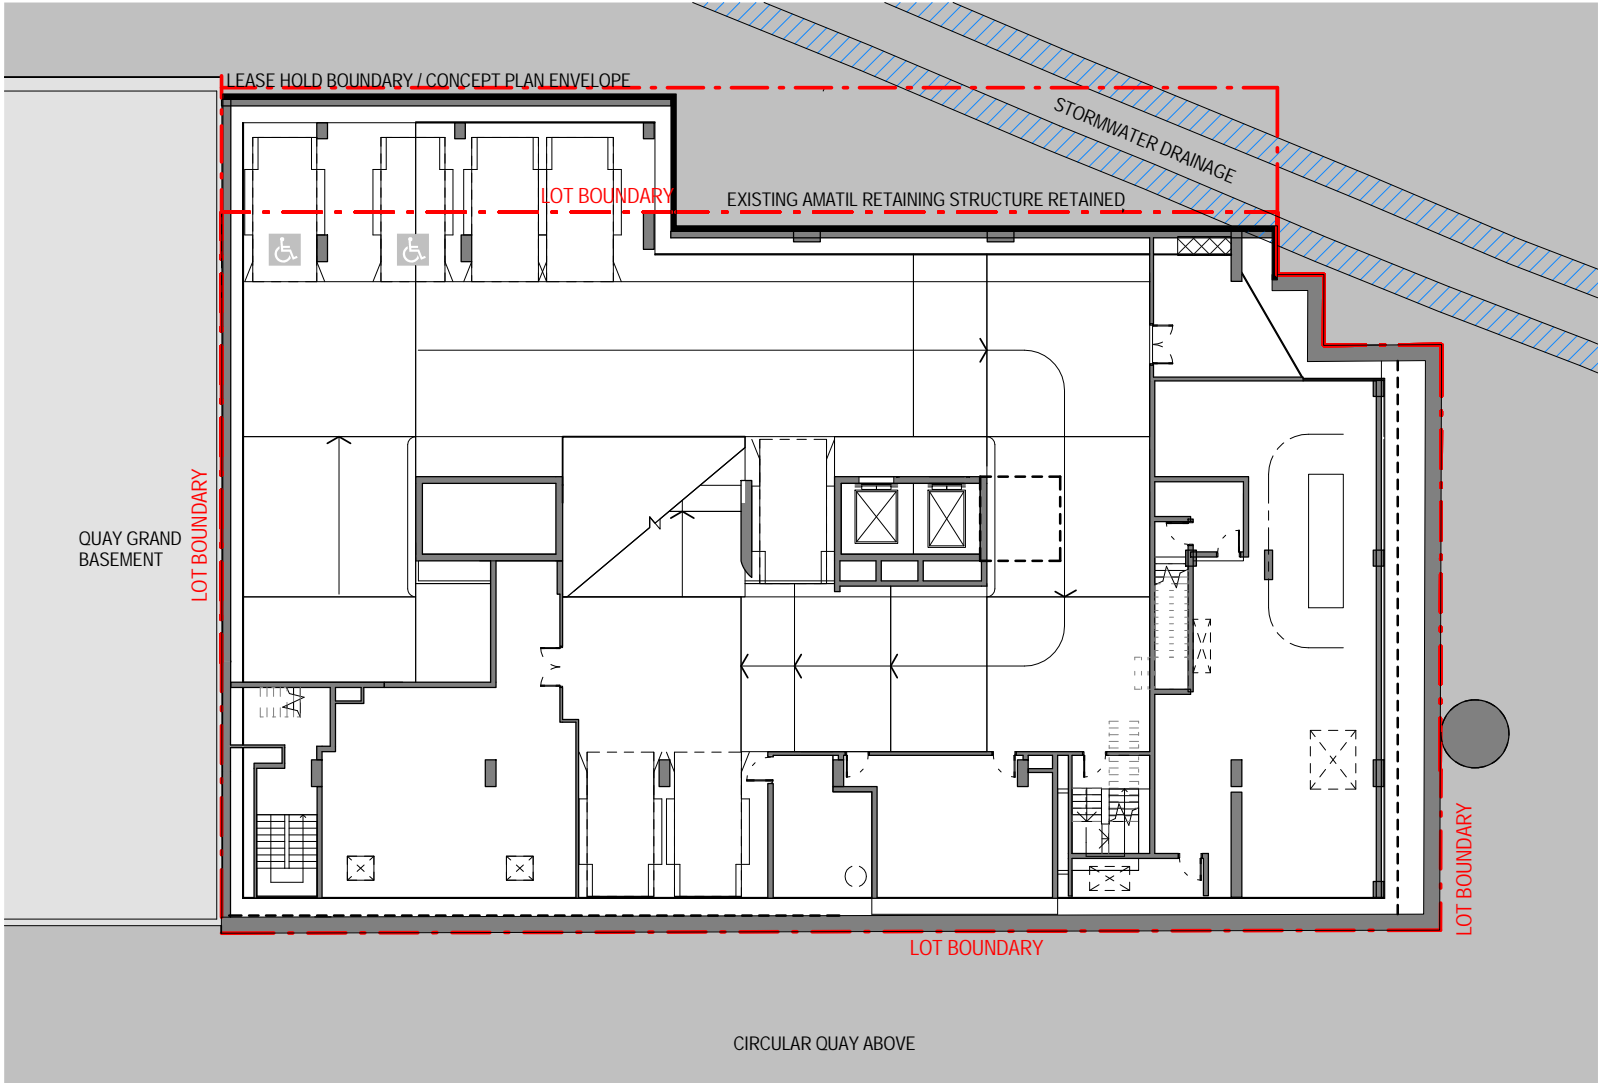 LEASE HOLD BOUNDARY / CONCEPT PLAN ENVELOPE
STORMWATER DRAINAGE
LOT BOUNDARY
EXISTING AMATIL RETAINING STRUCTURE RETAINED
QUAY GRAND
BASEMENT
LOT BOUNDARY
LOT BOUNDARY
LOT BOUNDARY
CIRCULAR QUAY ABOVE